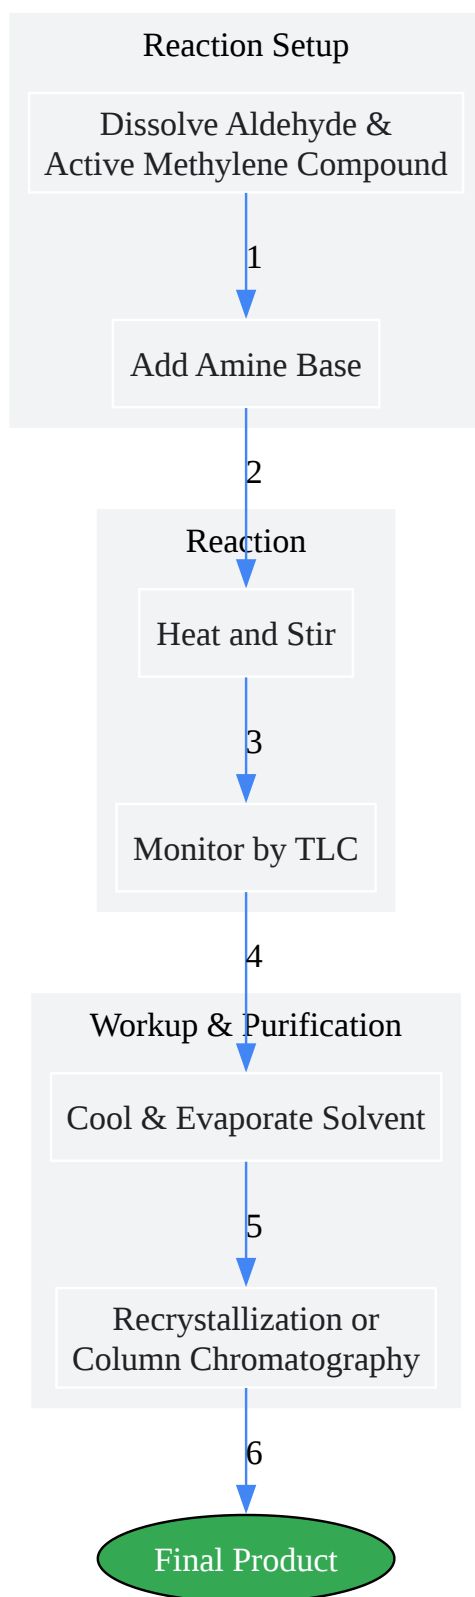 Reaction Setup
Dissolve Aldehyde &
Active Methylene Compound
1
Add Amine Base
2
Reaction
Heat and Stir
3
Monitor by TLC
4
Workup & Purification
Cool & Evaporate Solvent
5
Recrystallization or
Column Chromatography
6
Final Product